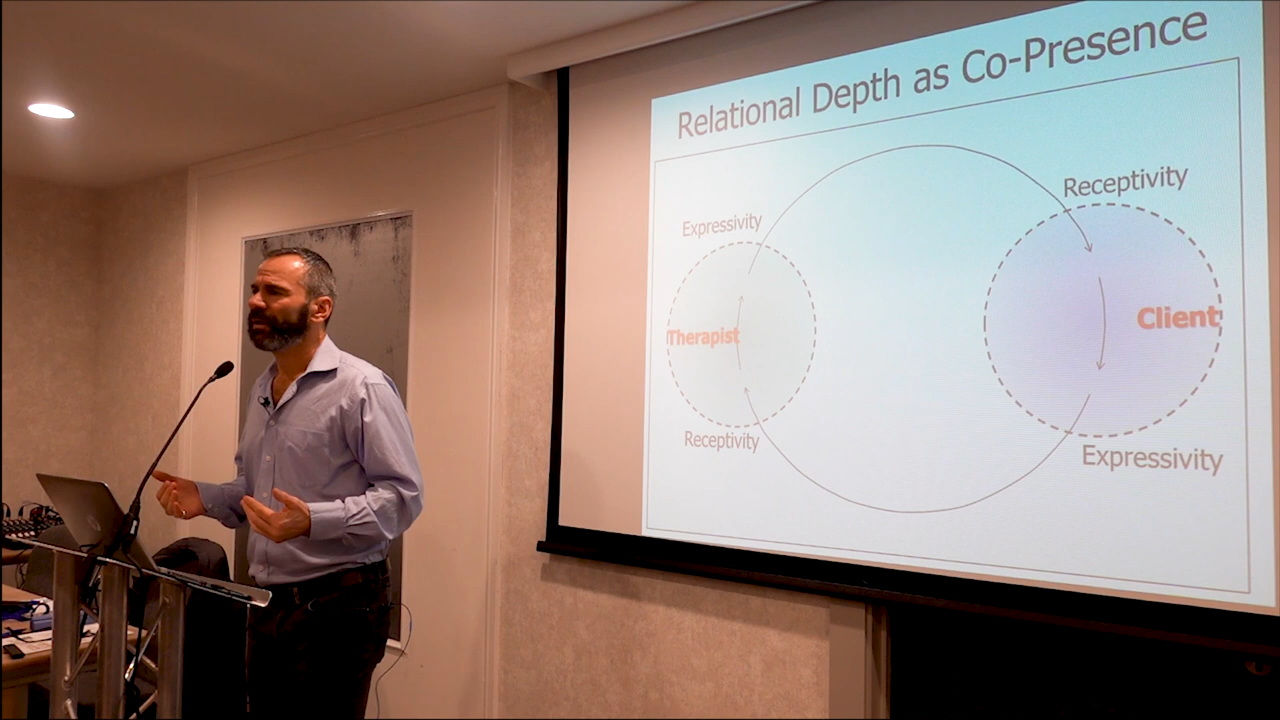 Relational Depth as Co-Presence
Expressivity
Receptivity
Therapist
Client
Receptivity
Expressivity